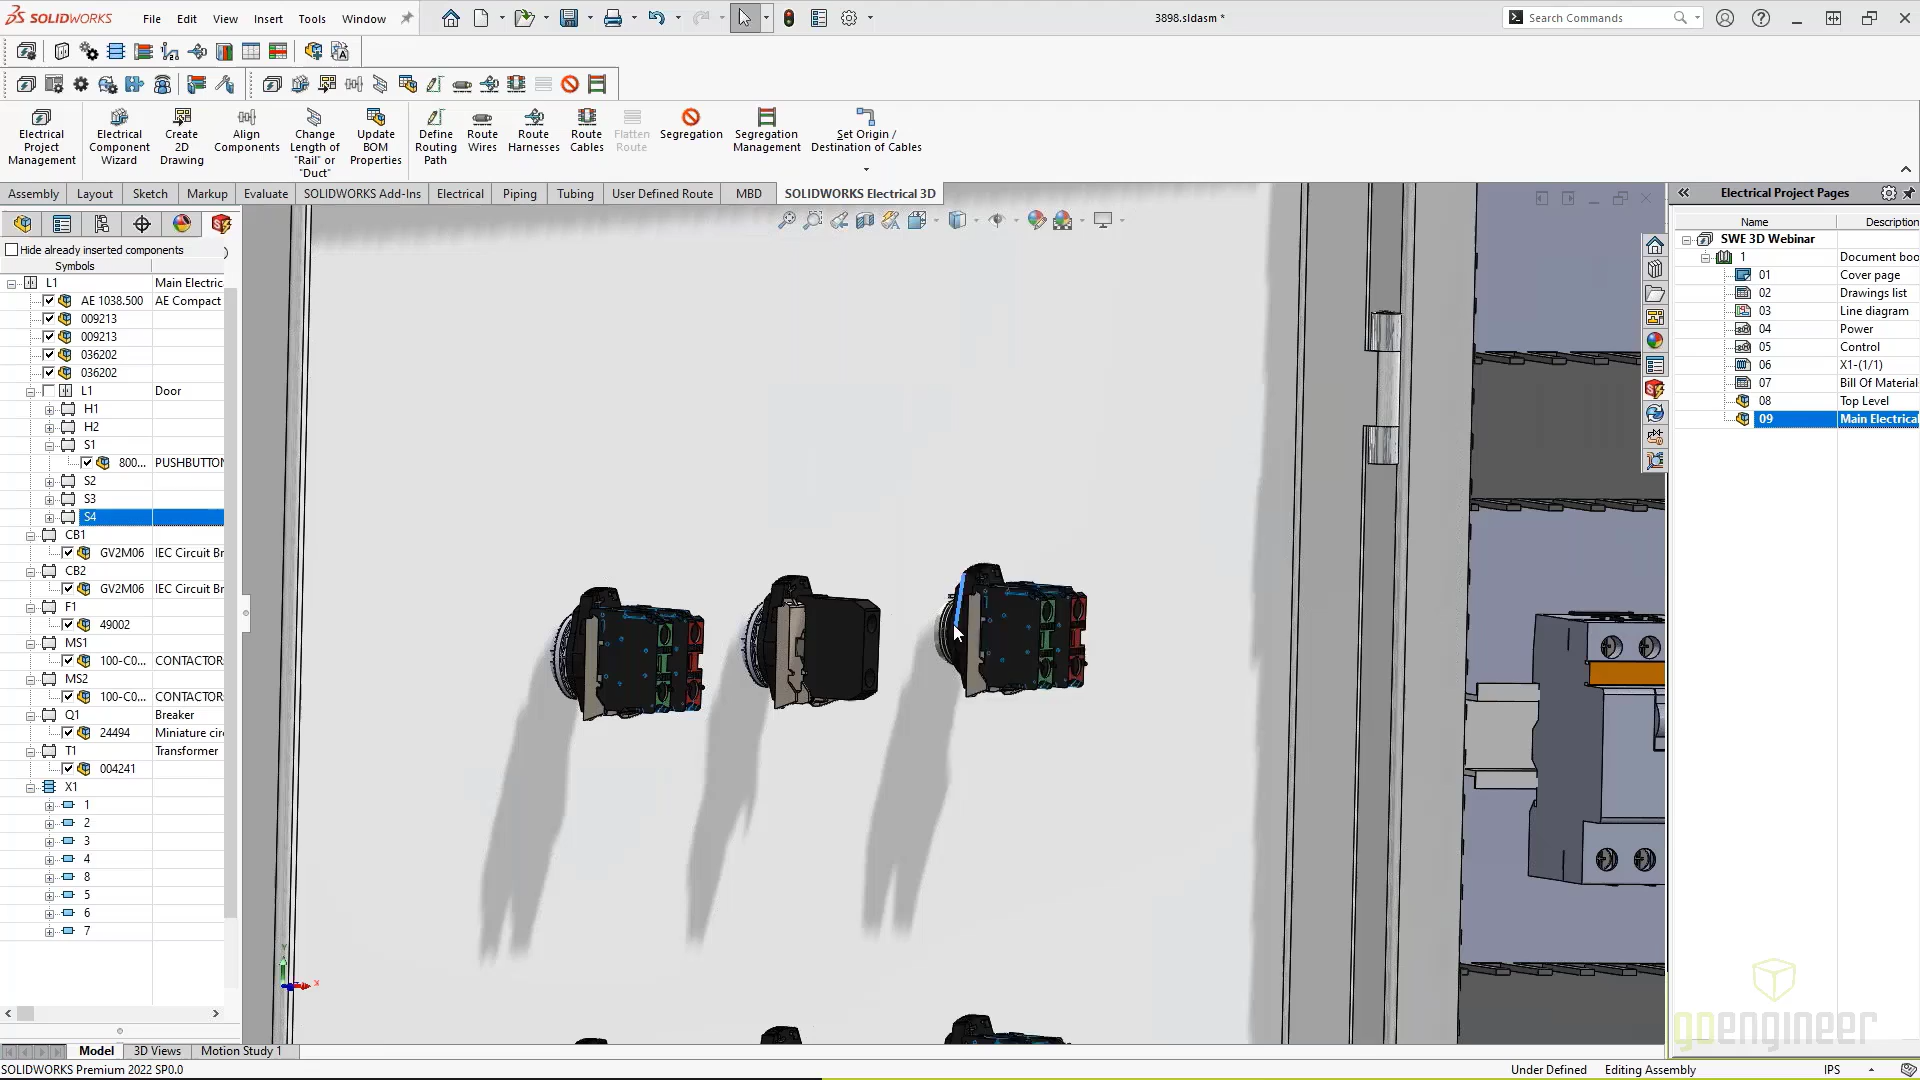 SOLIDWORKS File Edit View Insert Tools Window 3898.sldasm * Search Commands
Electrical Project Management
Electrical Component Wizard
Create 2D Drawing
Align Components
Change Length of "Rail" or "Duct"
Update BOM Properties
Define Routing Path
Route Wires
Route Harnesses
Route Cables
Flatten Route
Segregation
Segregation Management
Set Origin / Destination of Cables
Assembly Layout Sketch Markup Evaluate SOLIDWORKS Add-Ins Electrical Piping Tubing User Defined Route MBD SOLIDWORKS Electrical 3D
Hide already inserted components
Symbols
L1 Main Electric
AE 1038.500 AE Compact
009213
009213
036202
036202
L1 Door
H1
H2
S1
800... PUSHBUTTON
S2
S3
S4
CB1
GV2M06 IEC Circuit Br
CB2
GV2M06 IEC Circuit Br
F1
49002
MS1
100-C0... CONTACTOR
MS2
100-C0... CONTACTOR
Q1 Breaker
24494 Miniature circ
T1 Transformer
004241
X1
1
2
3
4
8
5
6
7
Electrical Project Pages
Name Description
SWE 3D Webinar
1 Document boo
01 Cover page
02 Drawings list
03 Line diagram
04 Power
05 Control
06 X1-(1/1)
07 Bill Of Material
08 Top Level
09 Main Electrical
Y
X
goengineer
Model 3D Views Motion Study 1
SOLIDWORKS Premium 2022 SP0.0 Under Defined Editing Assembly IPS